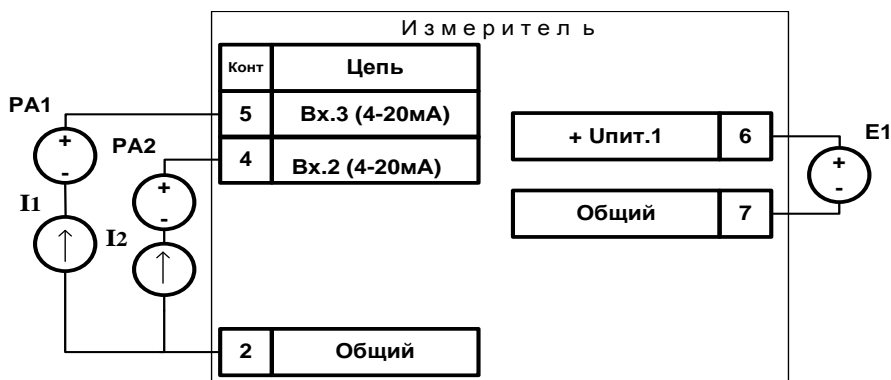 Измеритель
Конт Цепь
5 Вх.3 (4-20мА)
4 Вх.2 (4-20мА)
2 Общий
+ Uпит.1 6
Общий 7
PA1
+
-
I1
↑
PA2
+
-
I2
↑
E1
+
-